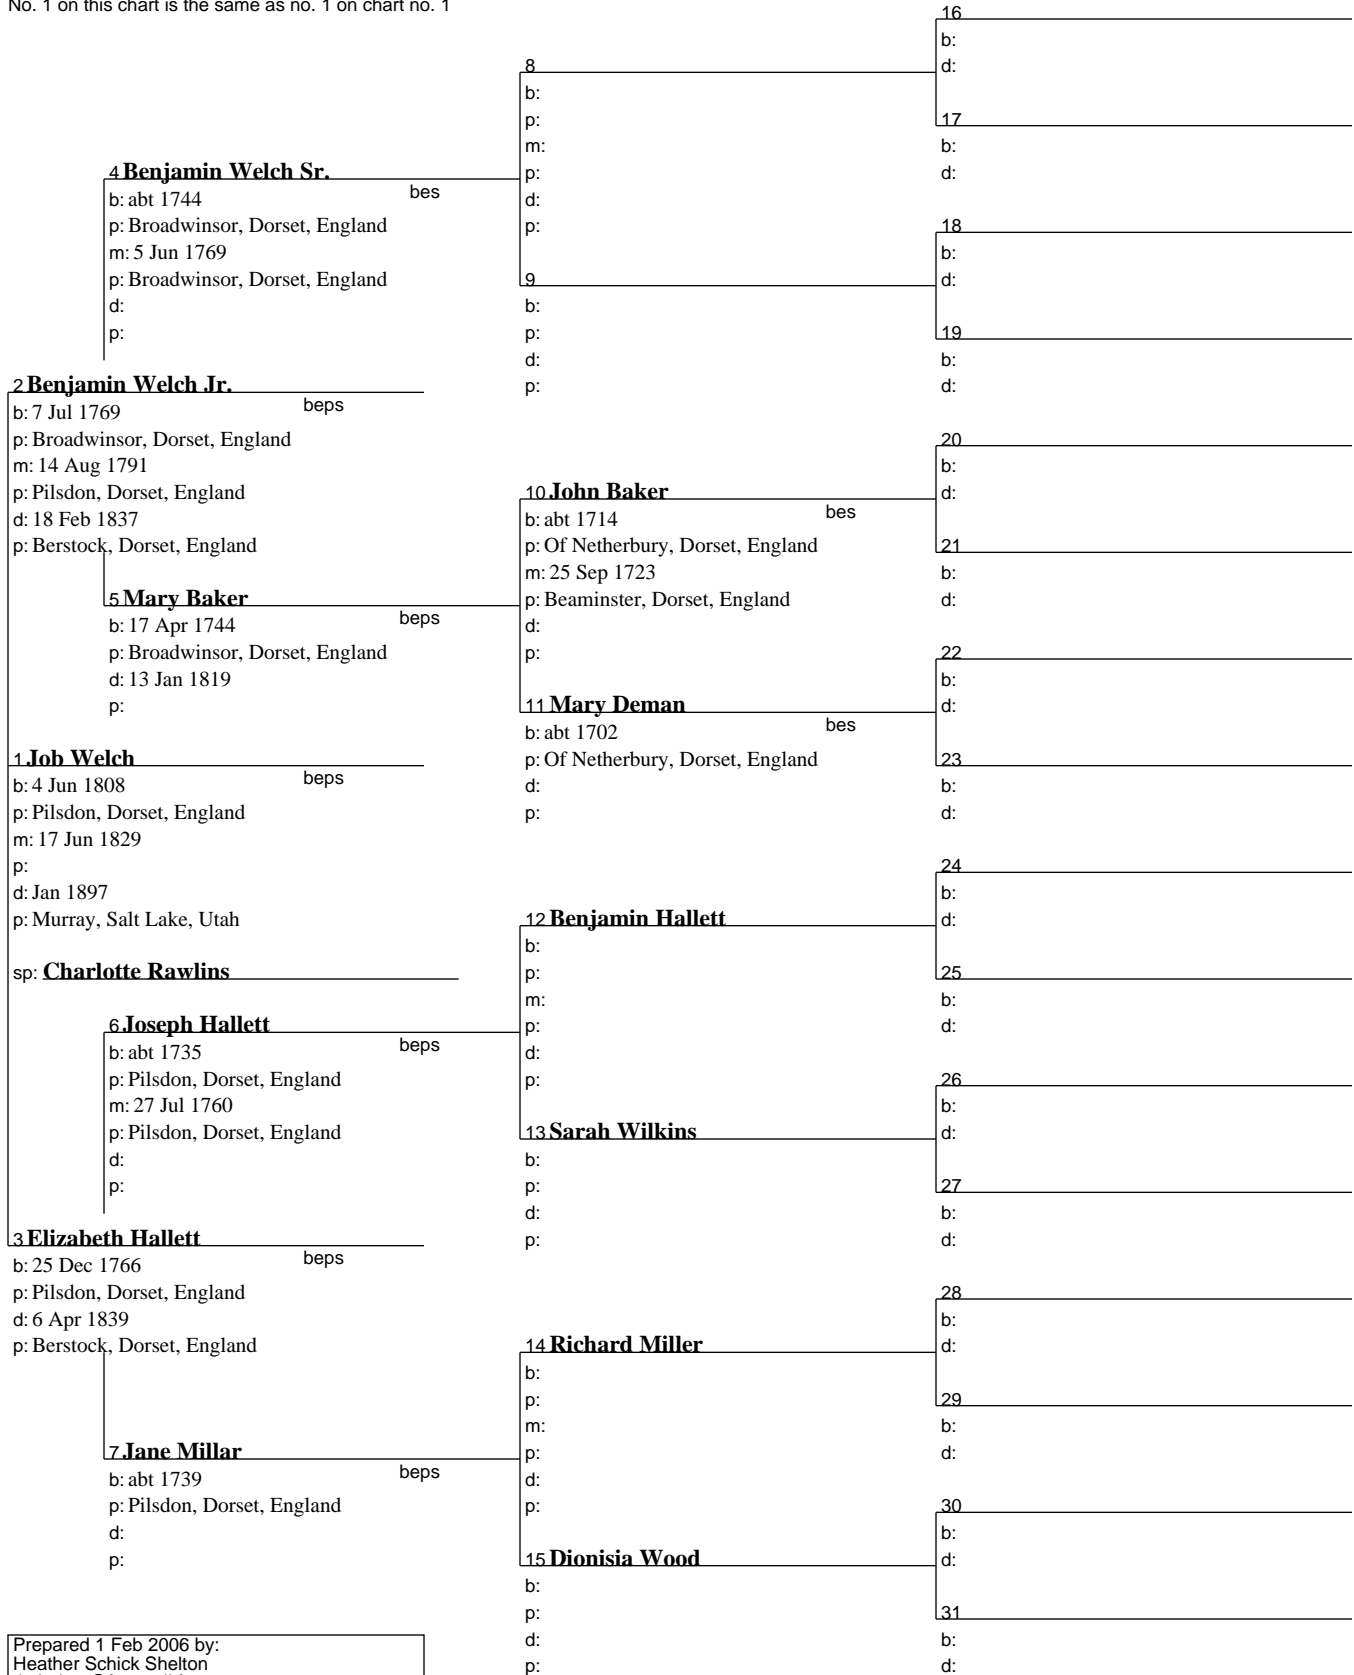 No. 1 on this chart is the same as no. 1 on chart no. 1
4 Benjamin Welch Sr.
bes
b: abt 1744
p: Broadwinsor, Dorset, England
m: 5 Jun 1769
p: Broadwinsor, Dorset, England
d:
p:
2 Benjamin Welch Jr.
beps
b: 7 Jul 1769
p: Broadwinsor, Dorset, England
m: 14 Aug 1791
p: Pilsdon, Dorset, England
d: 18 Feb 1837
p: Berstock, Dorset, England
5 Mary Baker
beps
b: 17 Apr 1744
p: Broadwinsor, Dorset, England
d: 13 Jan 1819
p:
1 Job Welch
beps
b: 4 Jun 1808
p: Pilsdon, Dorset, England
m: 17 Jun 1829
p:
d: Jan 1897
p: Murray, Salt Lake, Utah
sp: Charlotte Rawlins
6 Joseph Hallett
beps
b: abt 1735
p: Pilsdon, Dorset, England
m: 27 Jul 1760
p: Pilsdon, Dorset, England
d:
p:
3 Elizabeth Hallett
beps
b: 25 Dec 1766
p: Pilsdon, Dorset, England
d: 6 Apr 1839
p: Berstock, Dorset, England
7 Jane Millar
beps
b: abt 1739
p: Pilsdon, Dorset, England
d:
p:
Prepared 1 Feb 2006 by:
Heather Schick Shelton
8
b:
p:
m:
p:
d:
p:
9
b:
p:
d:
p:
10 John Baker
bes
b: abt 1714
p: Of Netherbury, Dorset, England
m: 25 Sep 1723
p: Beaminster, Dorset, England
d:
p:
11 Mary Deman
bes
b: abt 1702
p: Of Netherbury, Dorset, England
d:
p:
12 Benjamin Hallett
b:
p:
m:
p:
d:
p:
13 Sarah Wilkins
b:
p:
d:
p:
14 Richard Miller
b:
p:
m:
p:
d:
p:
15 Dionisia Wood
b:
p:
d:
p:
16
b:
d:
17
b:
d:
18
b:
d:
19
b:
d:
20
b:
d:
21
b:
d:
22
b:
d:
23
b:
d:
24
b:
d:
25
b:
d:
26
b:
d:
27
b:
d:
28
b:
d:
29
b:
d:
30
b:
d:
31
b:
d: